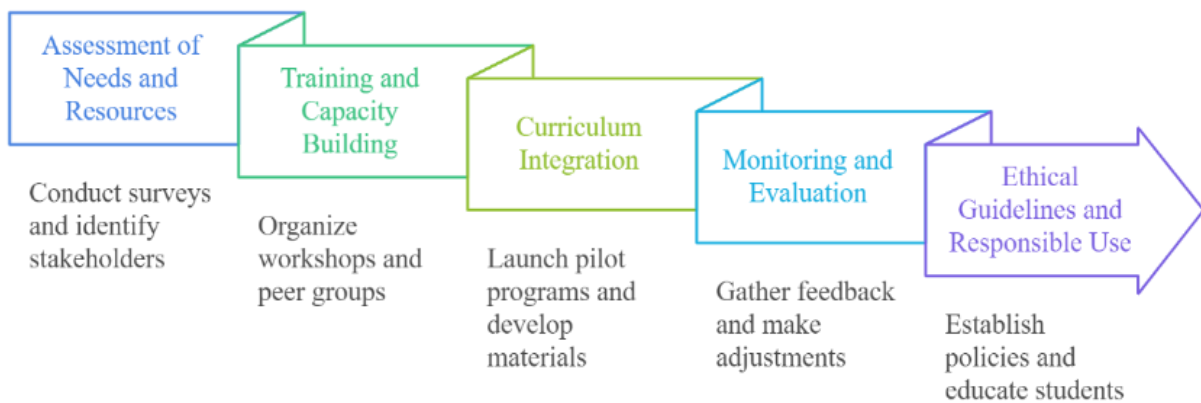 Assessment of
Needs and
Resources
Conduct surveys
and identify
stakeholders
Training and
Capacity
Building
Organize
workshops and
peer groups
Curriculum
Integration
Launch pilot
programs and
develop
materials
Monitoring and
Evaluation
Gather feedback
and make
adjustments
Ethical
Guidelines and
Responsible Use
Establish
policies and
educate students